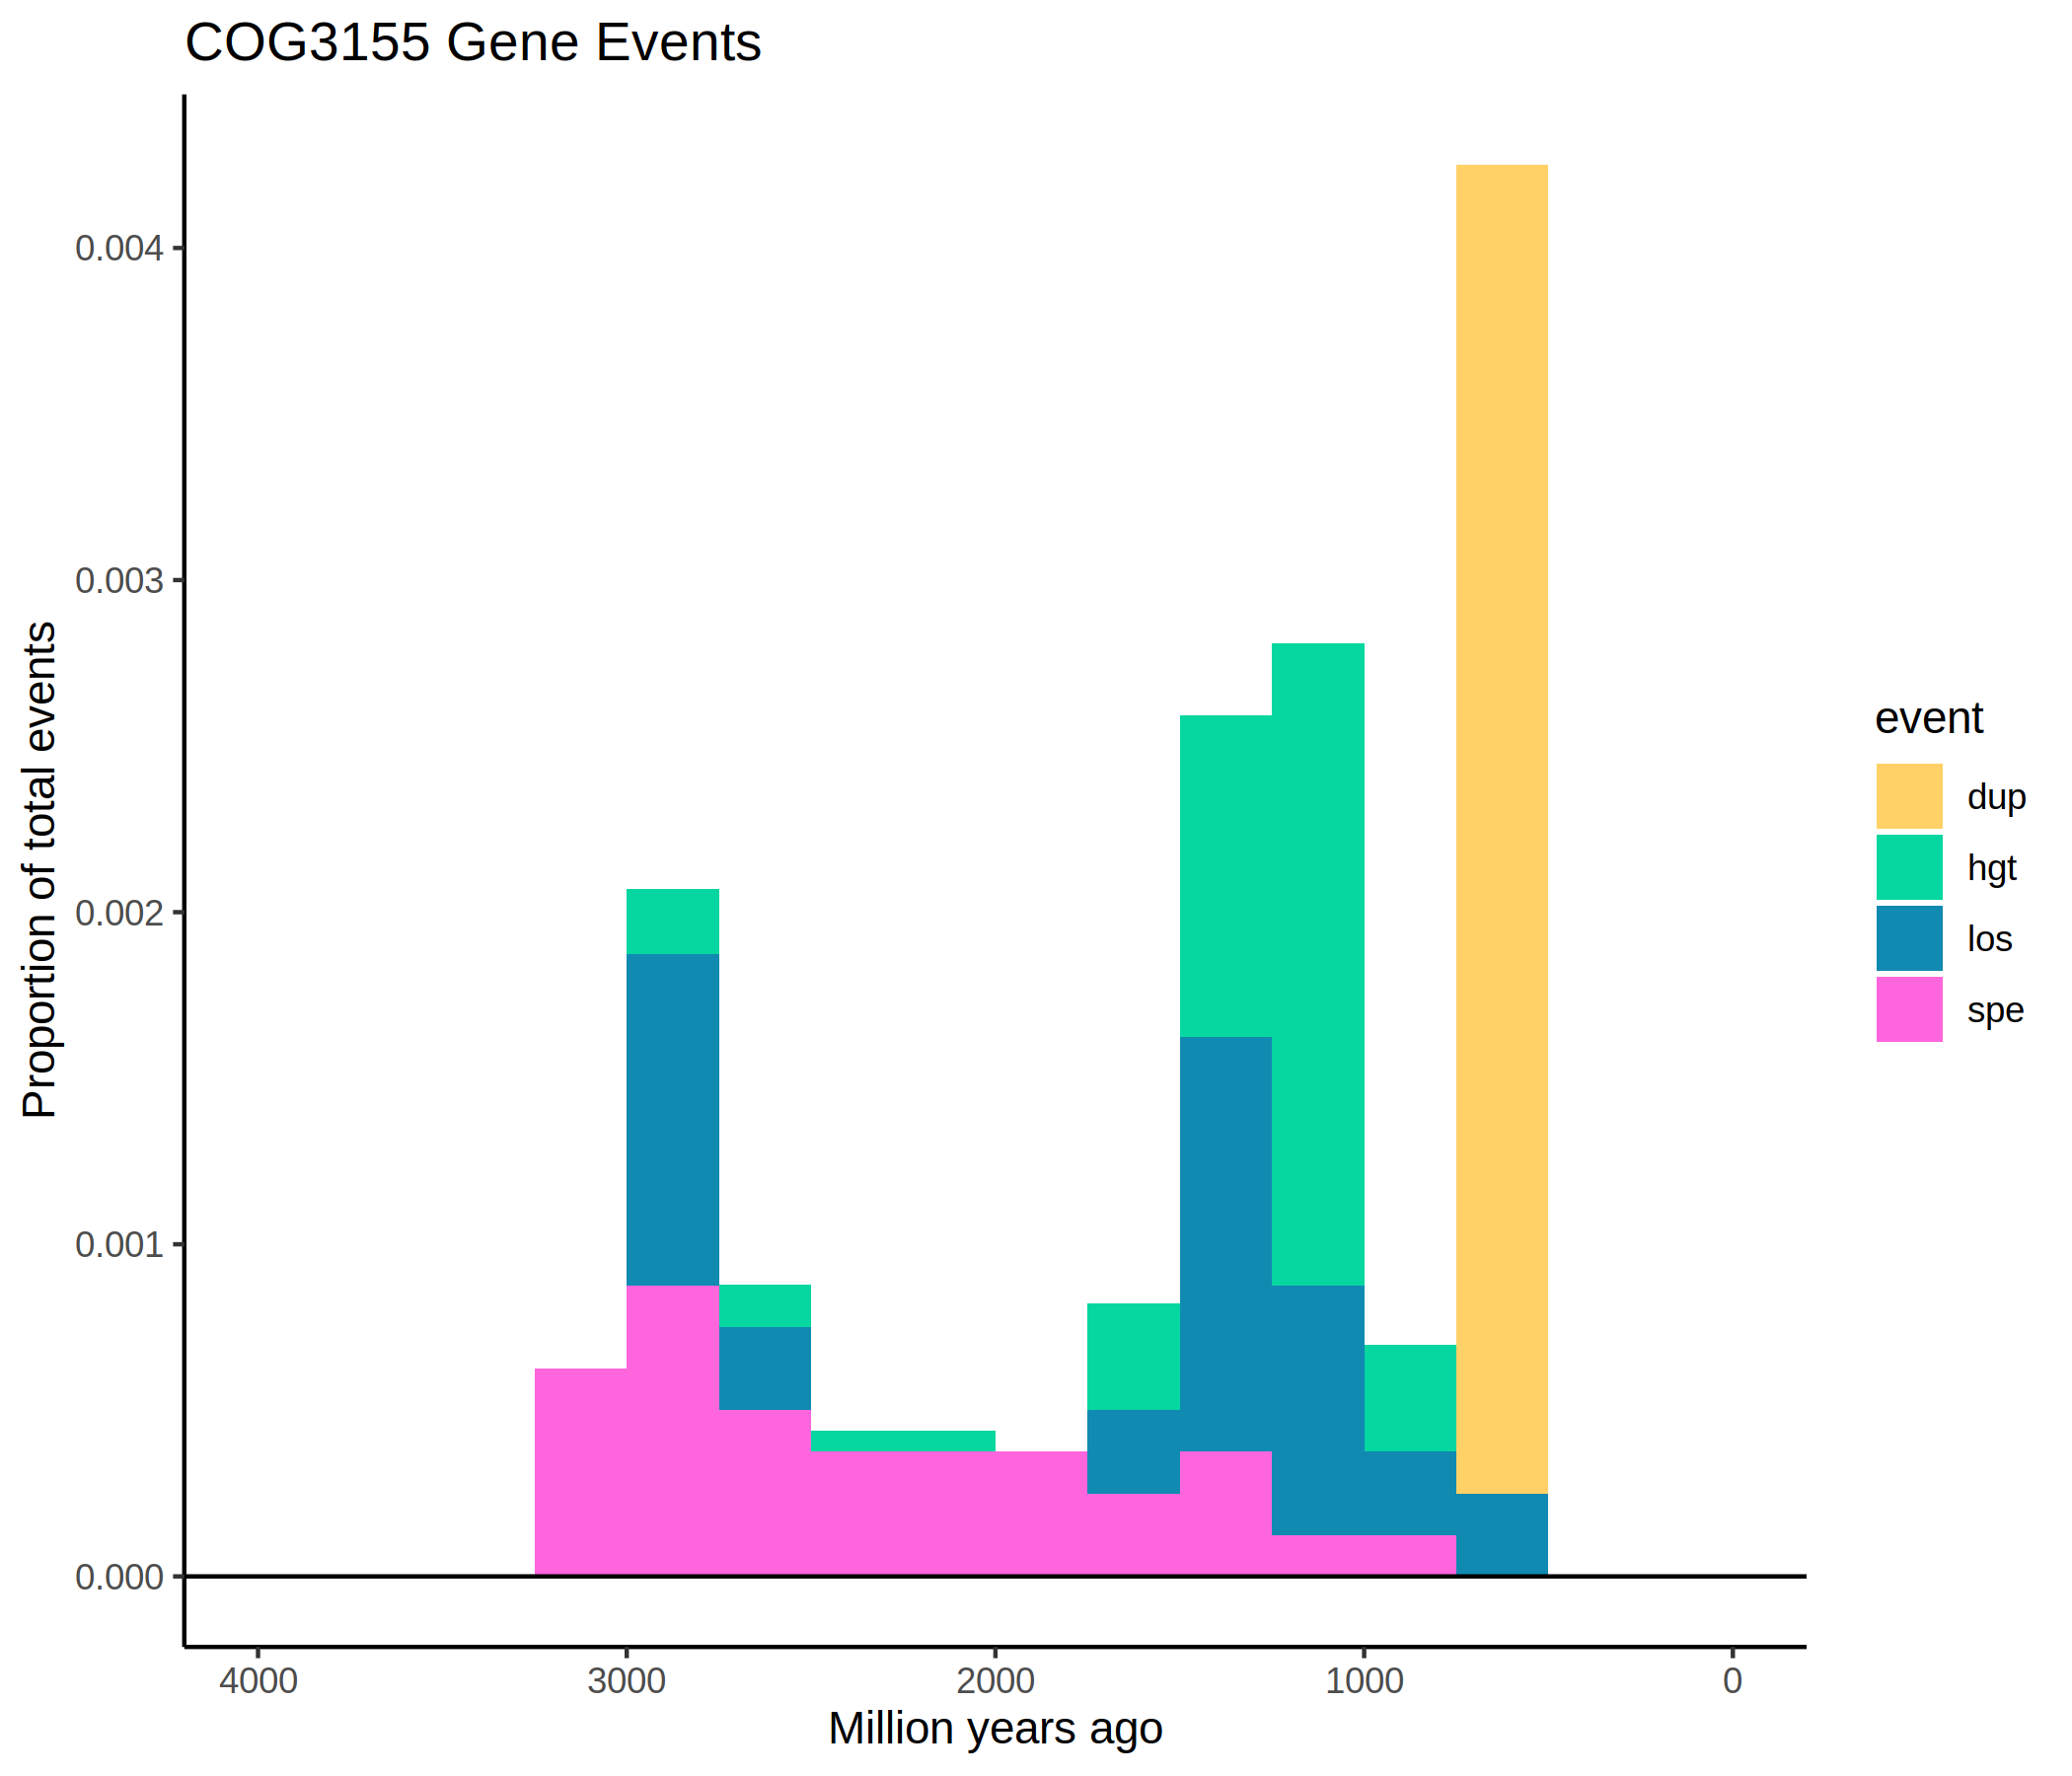 COG3155 Gene Events
Proportion of total events
0.004
0.003
0.002
0.001
0.000
4000 3000 2000 1000 0
Million years ago
event
dup
hgt
los
spe